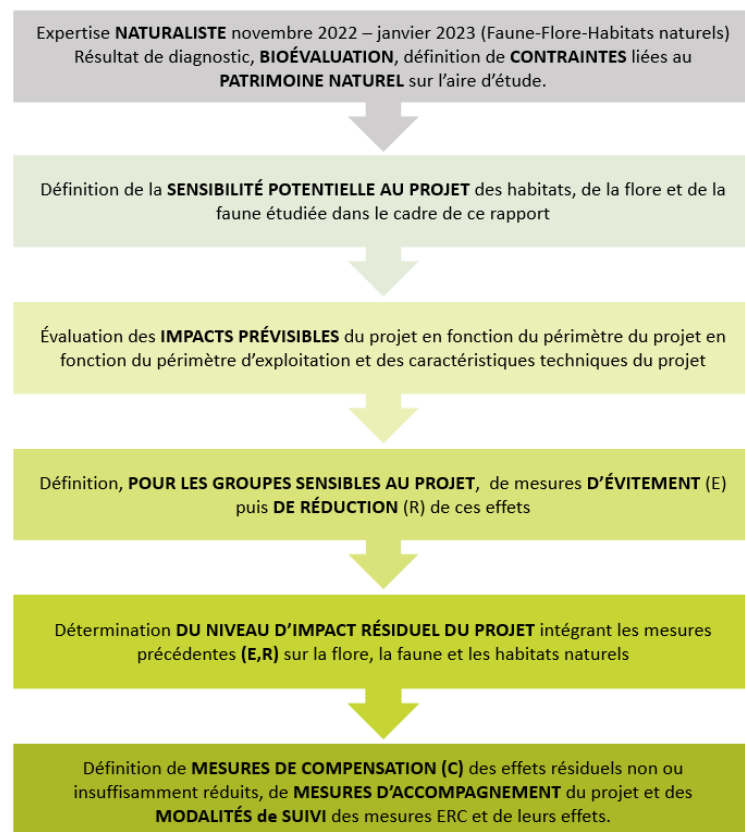 Expertise NATURALISTE novembre 2022 – janvier 2023 (Faune-Flore-Habitats naturels)
Résultat de diagnostic, BIOÉVALUATION, définition de CONTRAINTES liées au
PATRIMOINE NATUREL sur l’aire d’étude.
Définition de la SENSIBILITÉ POTENTIELLE AU PROJET des habitats, de la flore et de la
faune étudiée dans le cadre de ce rapport
Évaluation des IMPACTS PRÉVISIBLES du projet en fonction du périmètre du projet en
fonction du périmètre d’exploitation et des caractéristiques techniques du projet
Définition, POUR LES GROUPES SENSIBLES AU PROJET, de mesures D’ÉVITEMENT (E)
puis DE RÉDUCTION (R) de ces effets
Détermination DU NIVEAU D’IMPACT RÉSIDUEL DU PROJET intégrant les mesures
précédentes (E,R) sur la flore, la faune et les habitats naturels
Définition de MESURES DE COMPENSATION (C) des effets résiduels non ou
insuffisamment réduits, de MESURES D’ACCOMPAGNEMENT du projet et des
MODALITÉS de SUIVI des mesures ERC et de leurs effets.